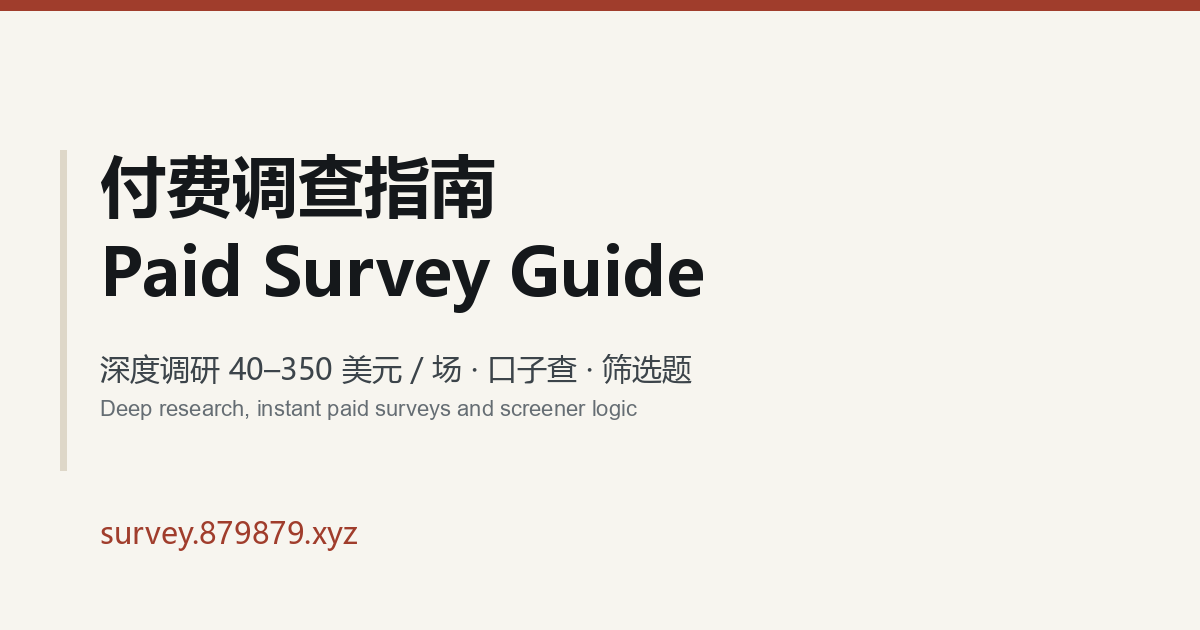 付费调查指南
Paid Survey Guide
深度调研 40–350 美元 / 场 · 口子查 · 筛选题
Deep research, instant paid surveys and screener logic
survey.879879.xyz